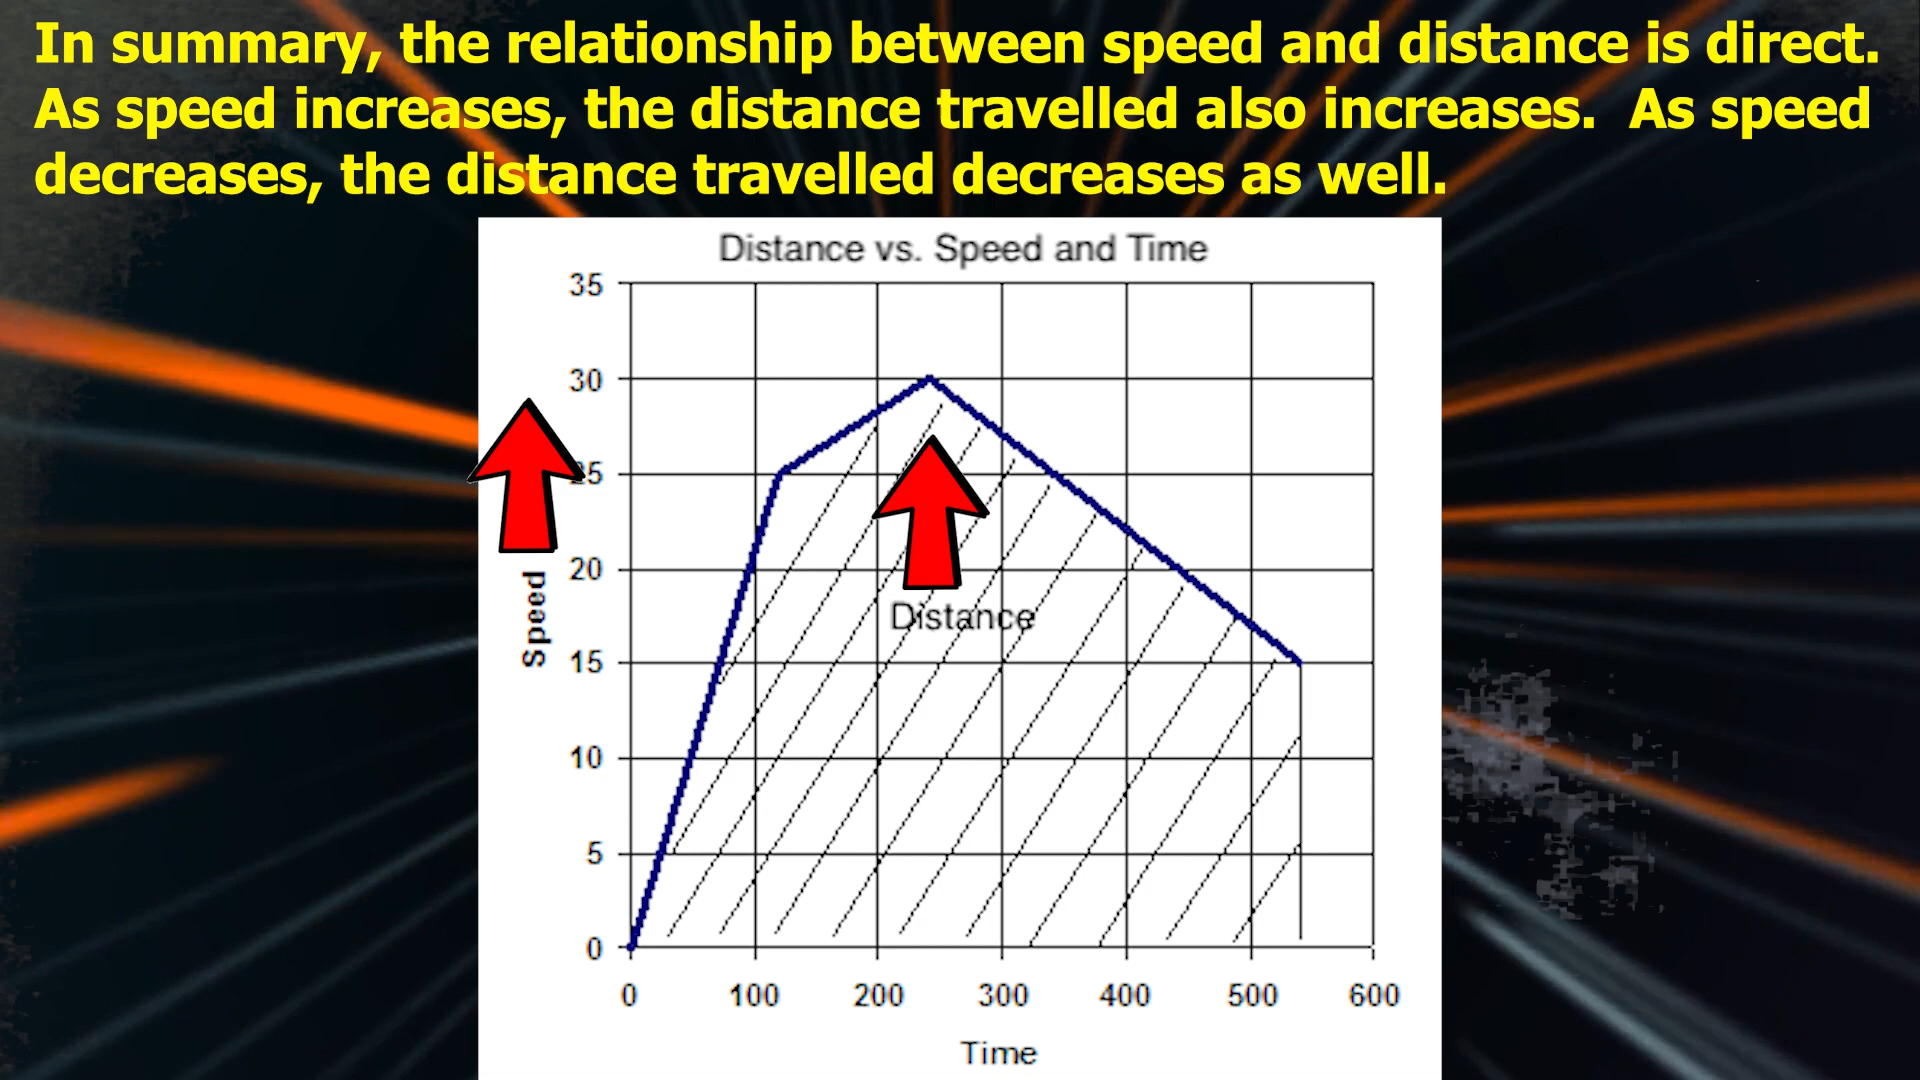 In summary, the relationship between speed and distance is direct.
As speed increases, the distance travelled also increases.  As speed
decreases, the distance travelled decreases as well.
Distance vs. Speed and Time
35
30
25
20
15
10
5
0
Speed
Distance
0 100 200 300 400 500 600
Time